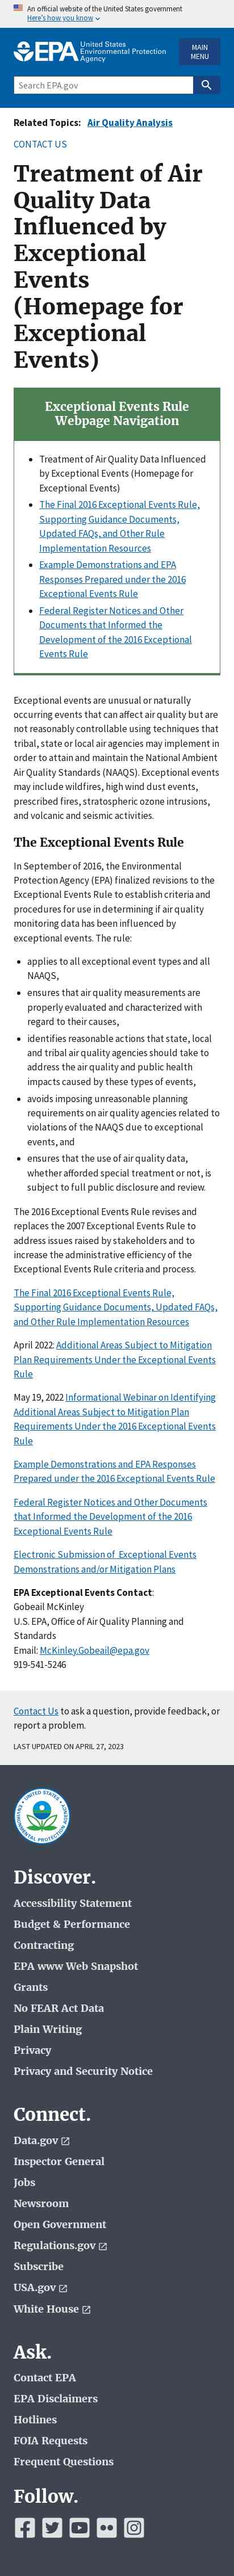 An official website of the United States government
Here's how you know
EPA United States
Environmental Protection
Agency
MAIN
MENU
Search EPA.gov
Related Topics: Air Quality Analysis
CONTACT US
Treatment of Air
Quality Data
Influenced by
Exceptional
Events
(Homepage for
Exceptional
Events)
Exceptional Events Rule
Webpage Navigation
Treatment of Air Quality Data Influenced
by Exceptional Events (Homepage for
Exceptional Events)
The Final 2016 Exceptional Events Rule,
Supporting Guidance Documents,
Updated FAQs, and Other Rule
Implementation Resources
Example Demonstrations and EPA
Responses Prepared under the 2016
Exceptional Events Rule
Federal Register Notices and Other
Documents that Informed the
Development of the 2016 Exceptional
Events Rule
Exceptional events are unusual or naturally
occurring events that can affect air quality but are
not reasonably controllable using techniques that
tribal, state or local air agencies may implement in
order to attain and maintain the National Ambient
Air Quality Standards (NAAQS). Exceptional events
may include wildfires, high wind dust events,
prescribed fires, stratospheric ozone intrusions,
and volcanic and seismic activities.
The Exceptional Events Rule
In September of 2016, the Environmental
Protection Agency (EPA) finalized revisions to the
Exceptional Events Rule to establish criteria and
procedures for use in determining if air quality
monitoring data has been influenced by
exceptional events. The rule:
applies to all exceptional event types and all
NAAQS,
ensures that air quality measurements are
properly evaluated and characterized with
regard to their causes,
identifies reasonable actions that state, local
and tribal air quality agencies should take to
address the air quality and public health
impacts caused by these types of events,
avoids imposing unreasonable planning
requirements on air quality agencies related to
violations of the NAAQS due to exceptional
events, and
ensures that the use of air quality data,
whether afforded special treatment or not, is
subject to full public disclosure and review.
The 2016 Exceptional Events Rule revises and
replaces the 2007 Exceptional Events Rule to
address issues raised by stakeholders and to
increase the administrative efficiency of the
Exceptional Events Rule criteria and process.
The Final 2016 Exceptional Events Rule,
Supporting Guidance Documents, Updated FAQs,
and Other Rule Implementation Resources
April 2022: Additional Areas Subject to Mitigation
Plan Requirements Under the Exceptional Events
Rule
May 19, 2022 Informational Webinar on Identifying
Additional Areas Subject to Mitigation Plan
Requirements Under the 2016 Exceptional Events
Rule
Example Demonstrations and EPA Responses
Prepared under the 2016 Exceptional Events Rule
Federal Register Notices and Other Documents
that Informed the Development of the 2016
Exceptional Events Rule
Electronic Submission of Exceptional Events
Demonstrations and/or Mitigation Plans
EPA Exceptional Events Contact:
Gobeail McKinley
U.S. EPA, Office of Air Quality Planning and
Standards
Email: McKinley.Gobeail@epa.gov
919-541-5246
Contact Us to ask a question, provide feedback, or
report a problem.
LAST UPDATED ON APRIL 27, 2023
Discover.
Accessibility Statement
Budget & Performance
Contracting
EPA www Web Snapshot
Grants
No FEAR Act Data
Plain Writing
Privacy
Privacy and Security Notice
Connect.
Data.gov
Inspector General
Jobs
Newsroom
Open Government
Regulations.gov
Subscribe
USA.gov
White House
Ask.
Contact EPA
EPA Disclaimers
Hotlines
FOIA Requests
Frequent Questions
Follow.